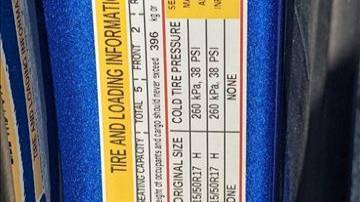 TIRE AND LOADING INFORMATION
SEATING CAPACITY TOTAL 5 FRONT 2
weight of occupants and cargo should never exceed 396 kg or
ORIGINAL SIZE COLD TIRE PRESSURE
5/50R17 H 260 kPa, 38 PSI
5/50R17 H 260 kPa, 38 PSI
NONE NONE